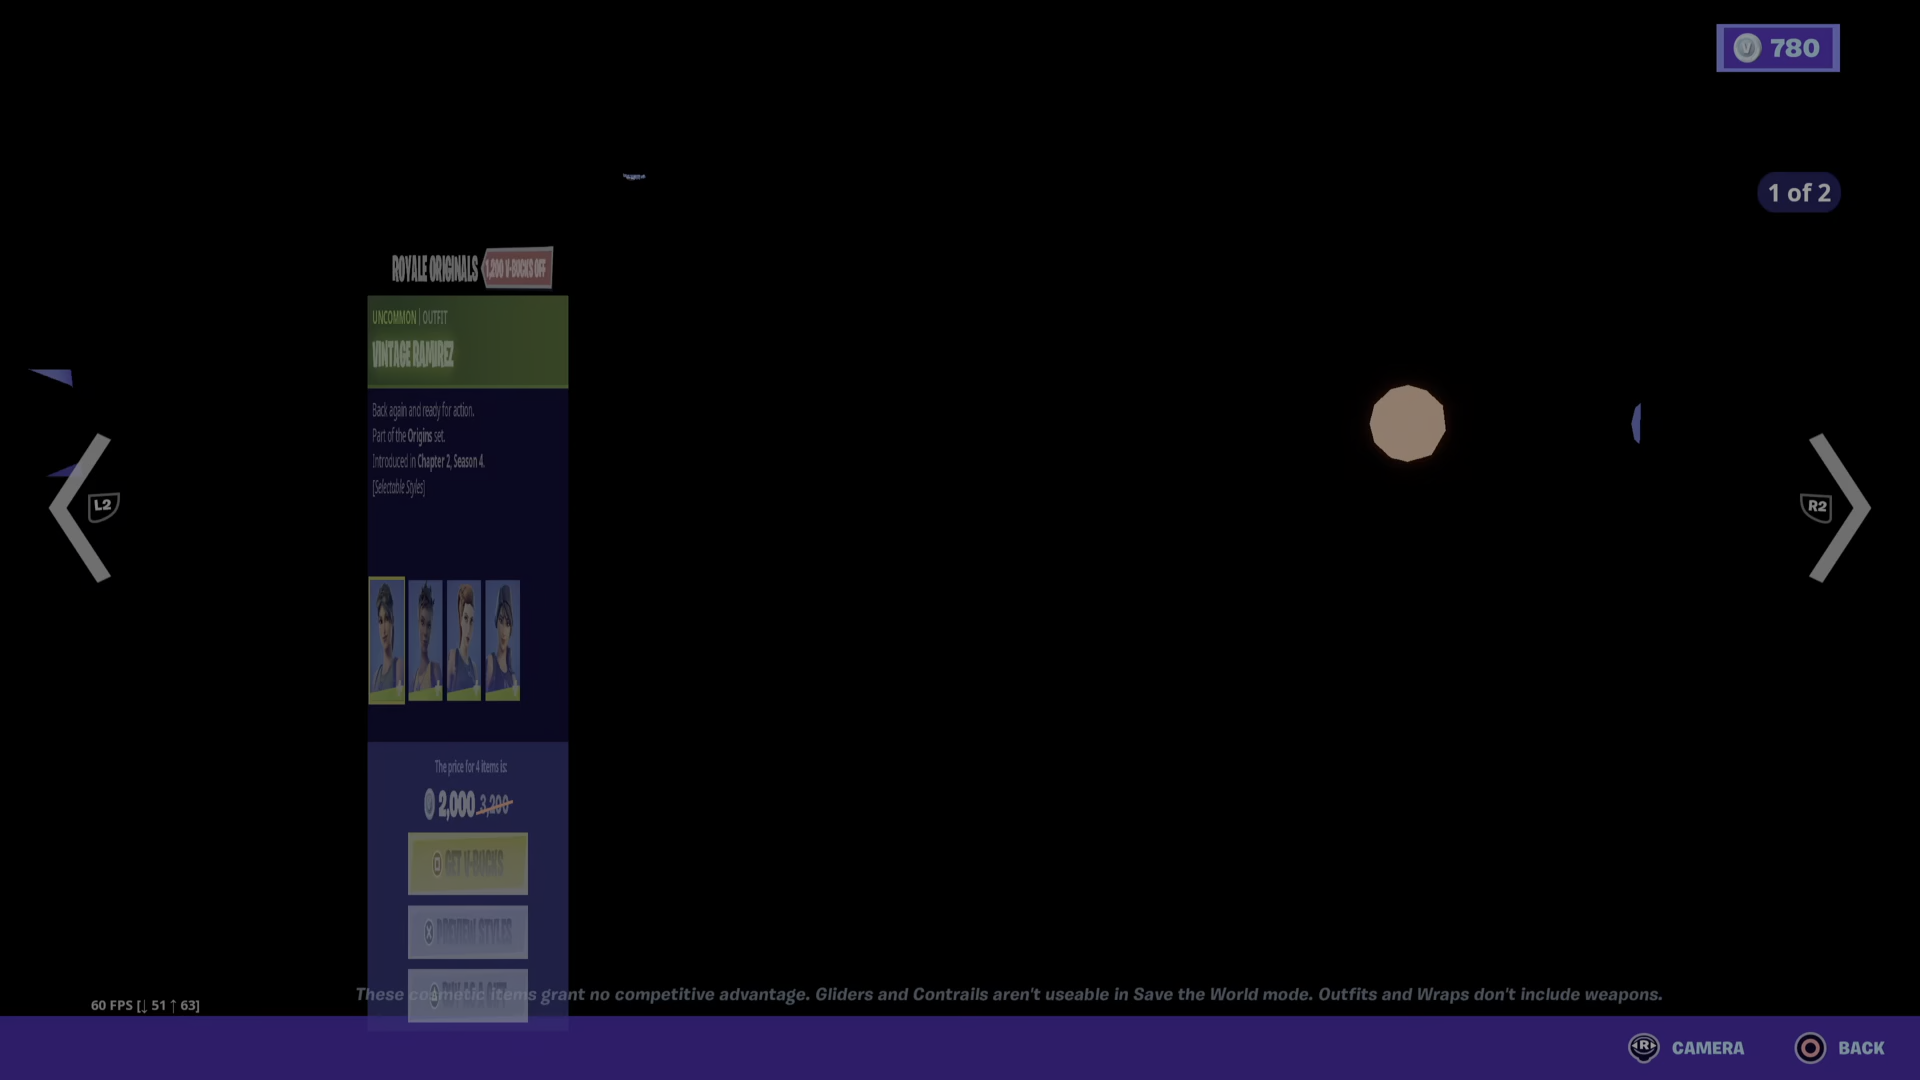 780
1 of 2
ROYALE ORIGINALS 1,200 V-BUCKS OFF
UNCOMMON | OUTFIT
VINTAGE RAMIREZ
Back again and ready for action.
Part of the Origins set.
Introduced in Chapter 2, Season 4.
[Selectable Styles]
L2
R2
The price for 4 items is:
2,000 3,200
GET V-BUCKS
PREVIEW STYLES
BUY AS A GIFT
These cosmetic items grant no competitive advantage. Gliders and Contrails aren't useable in Save the World mode. Outfits and Wraps don't include weapons.
60 FPS [↓ 51 ↑ 63]
R CAMERA
BACK